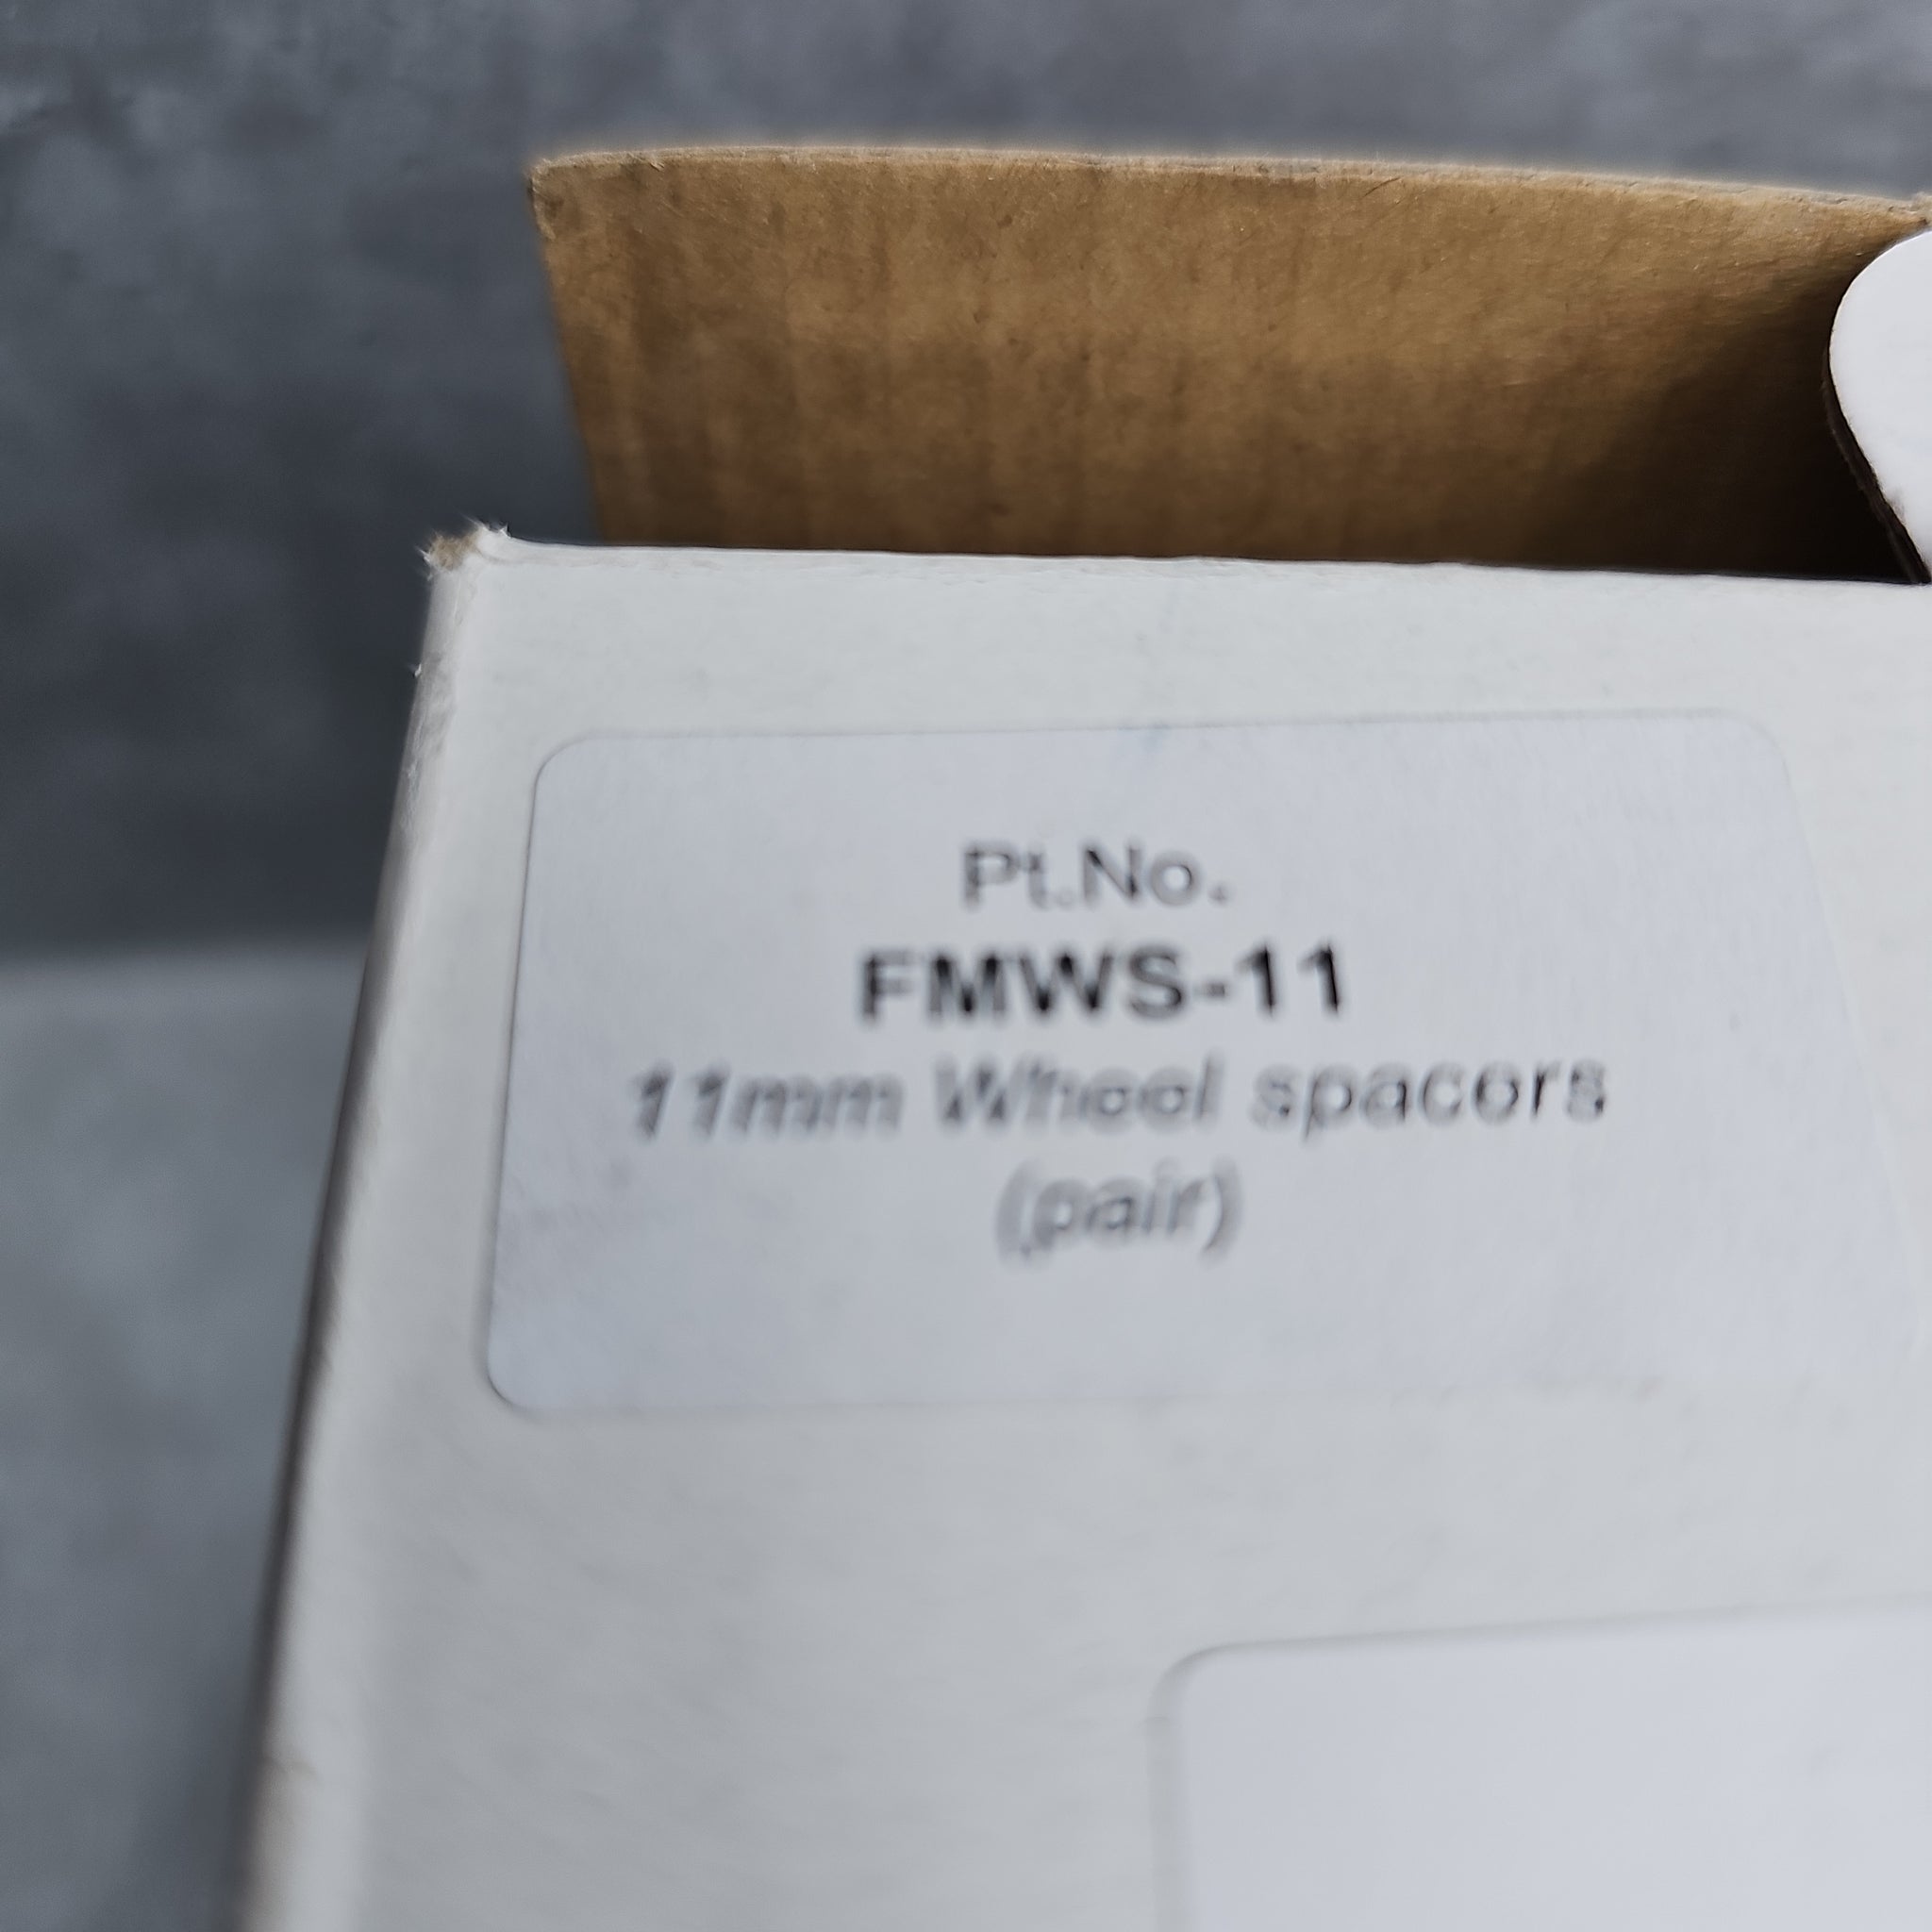 Pt.No.
FMWS-11
11mm Wheel spacers
(pair)